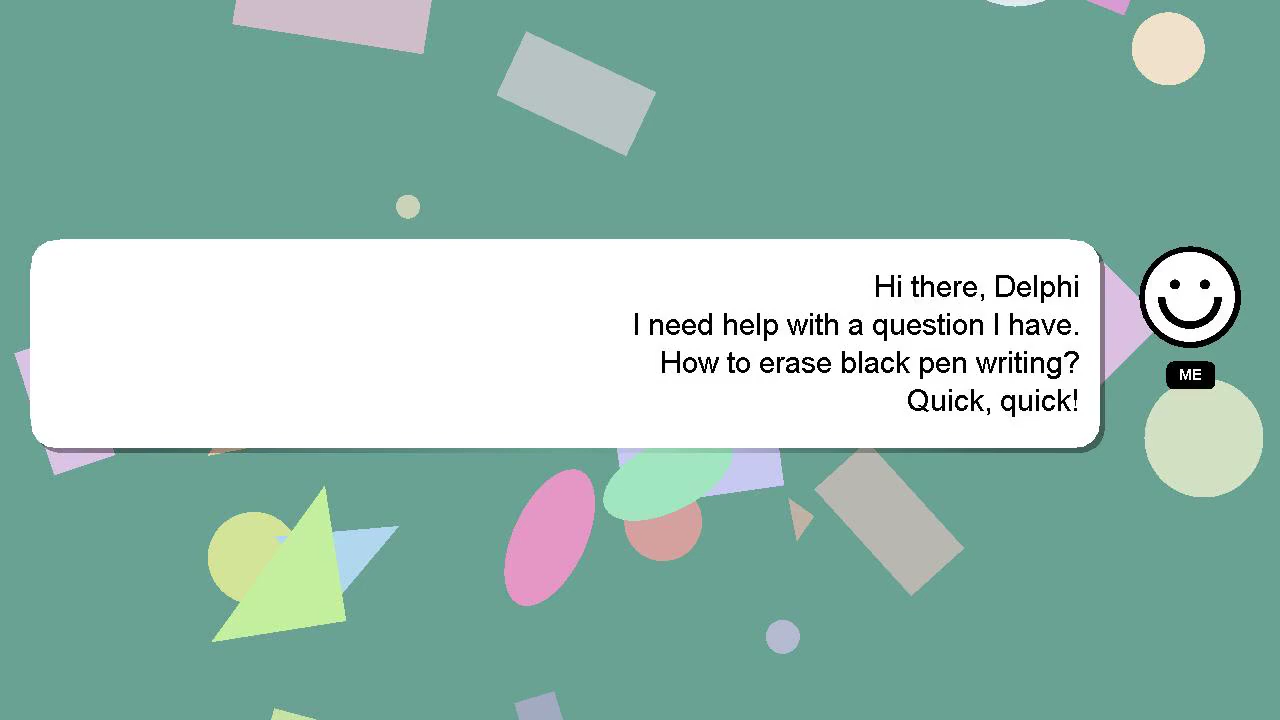 Hi there, Delphi
I need help with a question I have.
How to erase black pen writing?
Quick, quick!
ME